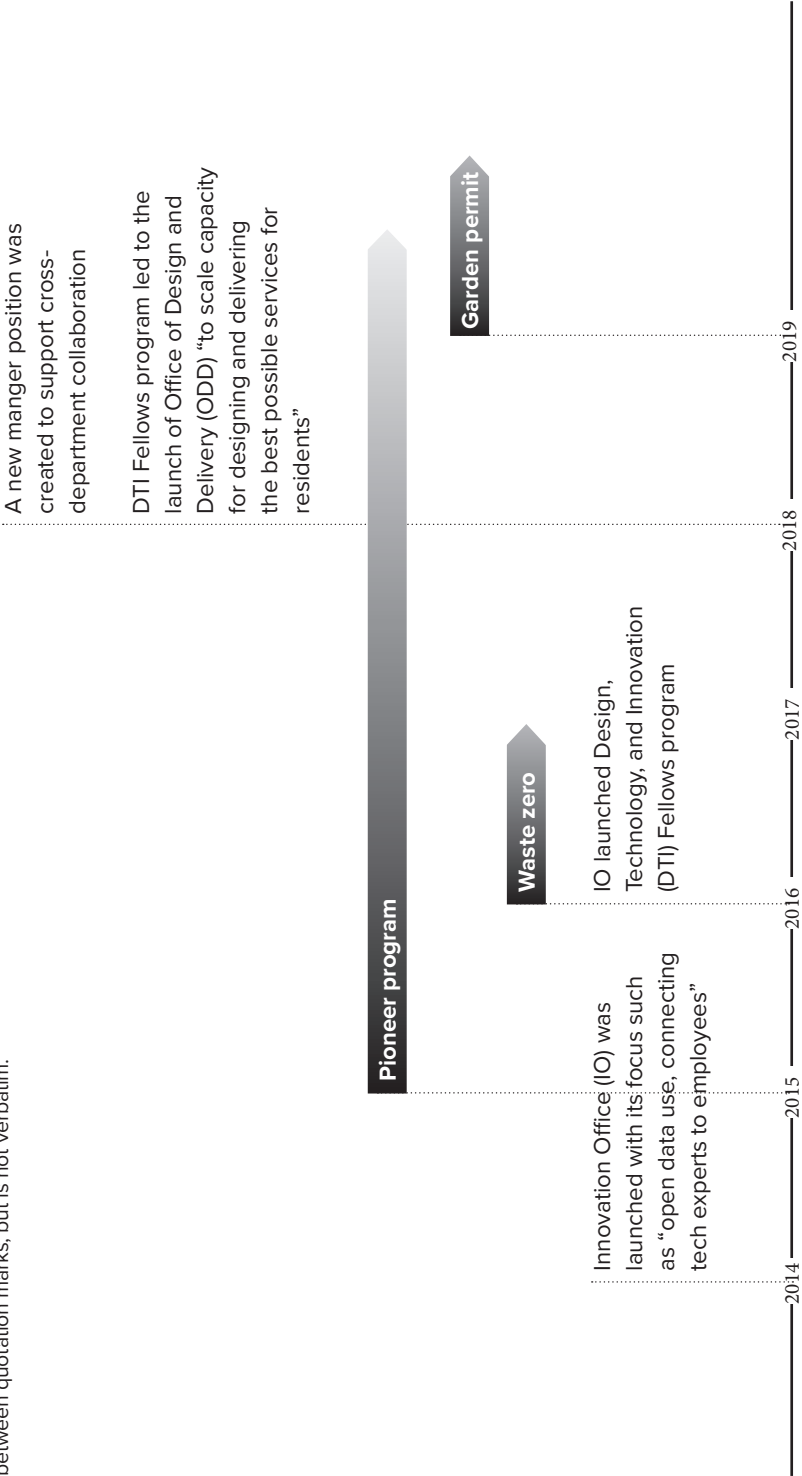 between quotation marks, but is not verbatim.
A new manger position was
created to support cross-
department collaboration
DTI Fellows program led to the
launch of Office of Design and
Delivery (ODD) “to scale capacity
for designing and delivering
the best possible services for
residents”
Pioneer program
Garden permit
Waste zero
Innovation Office (IO) was
launched with its focus such
as “open data use, connecting
tech experts to employees”
IO launched Design,
Technology, and Innovation
(DTI) Fellows program
2014
2015
2016
2017
2018
2019